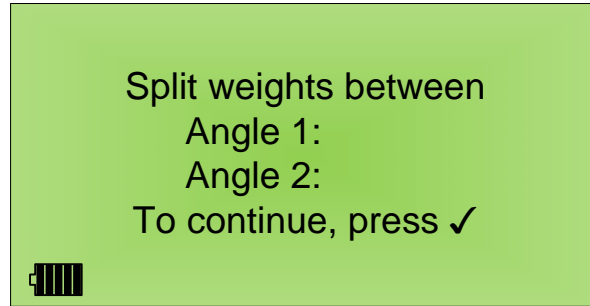 Split weights between
Angle 1:
Angle 2:
To continue, press ✓